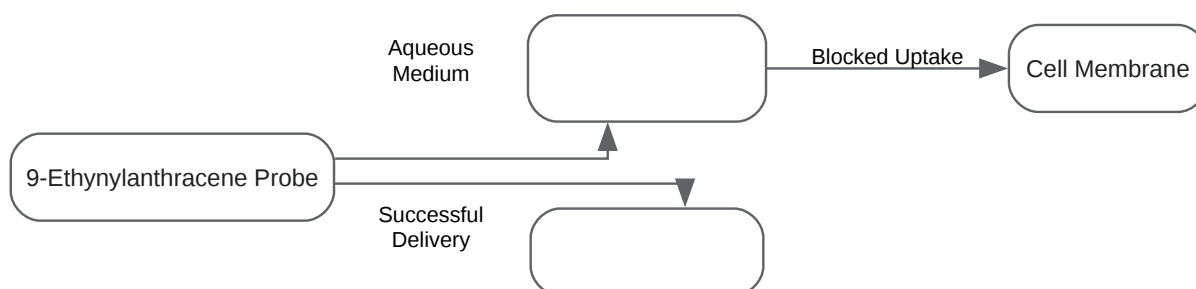 Aqueous
Medium
Blocked Uptake
Cell Membrane
9-Ethynylanthracene Probe
Successful
Delivery